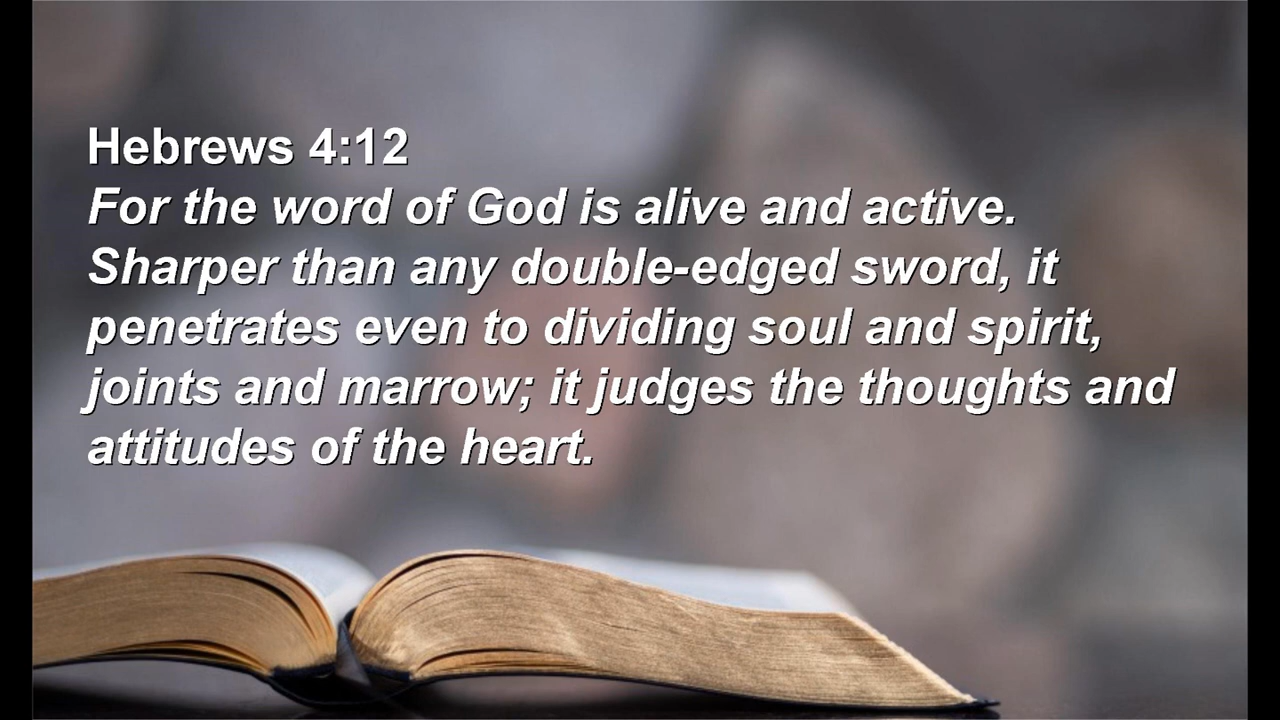 Hebrews 4:12
For the word of God is alive and active.
Sharper than any double-edged sword, it
penetrates even to dividing soul and spirit,
joints and marrow; it judges the thoughts and
attitudes of the heart.